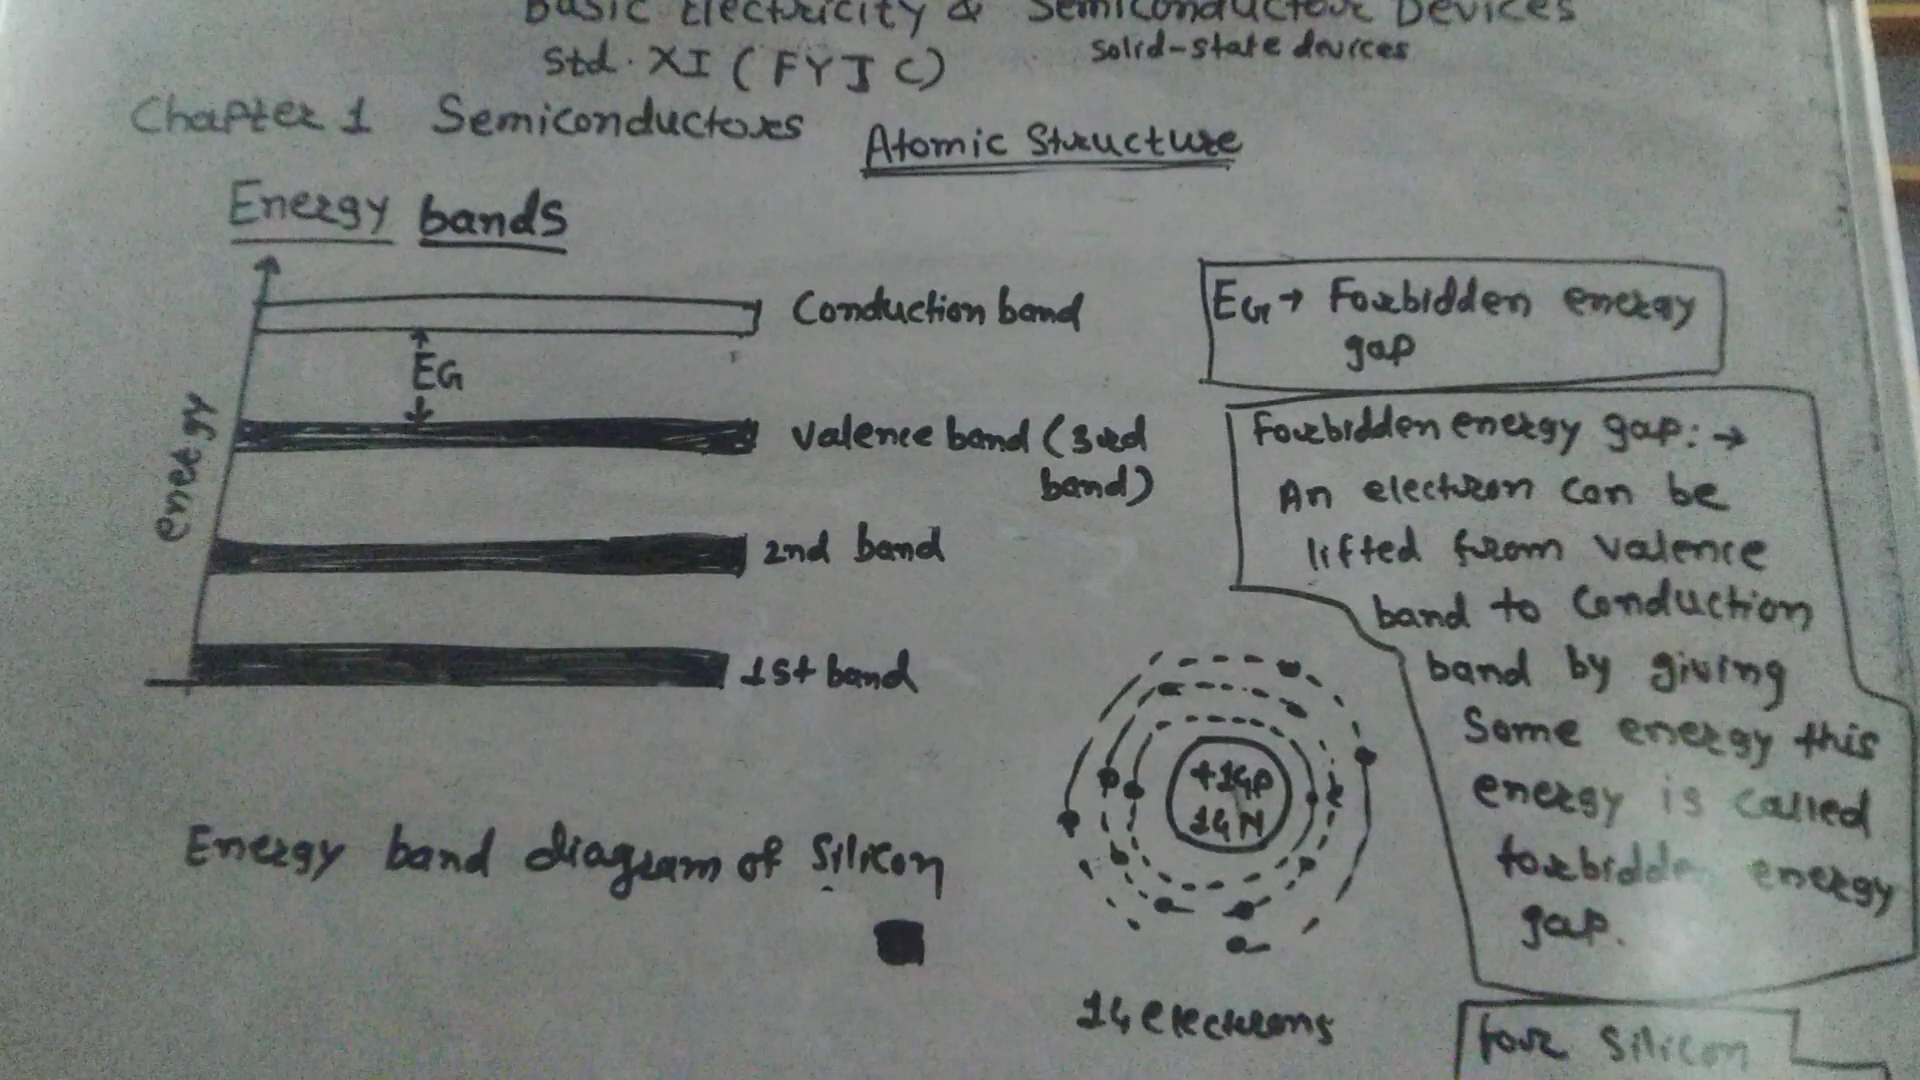 Basic Electricity & Semiconductor Devices
Std. XI (FYJC)
solid-state devices
Chapter 1 Semiconductors
Atomic Structure
Energy bands
Conduction band
EG
energy
Valence band (3rd
band)
2nd band
1st band
Energy band diagram of Silicon
EG → Forbidden energy
gap
Forbidden energy gap: →
An electron can be
lifted from valence
band to conduction
band by giving
Some energy this
energy is called
forbidden energy
gap.
+14P
14N
14 electrons
for Silicon